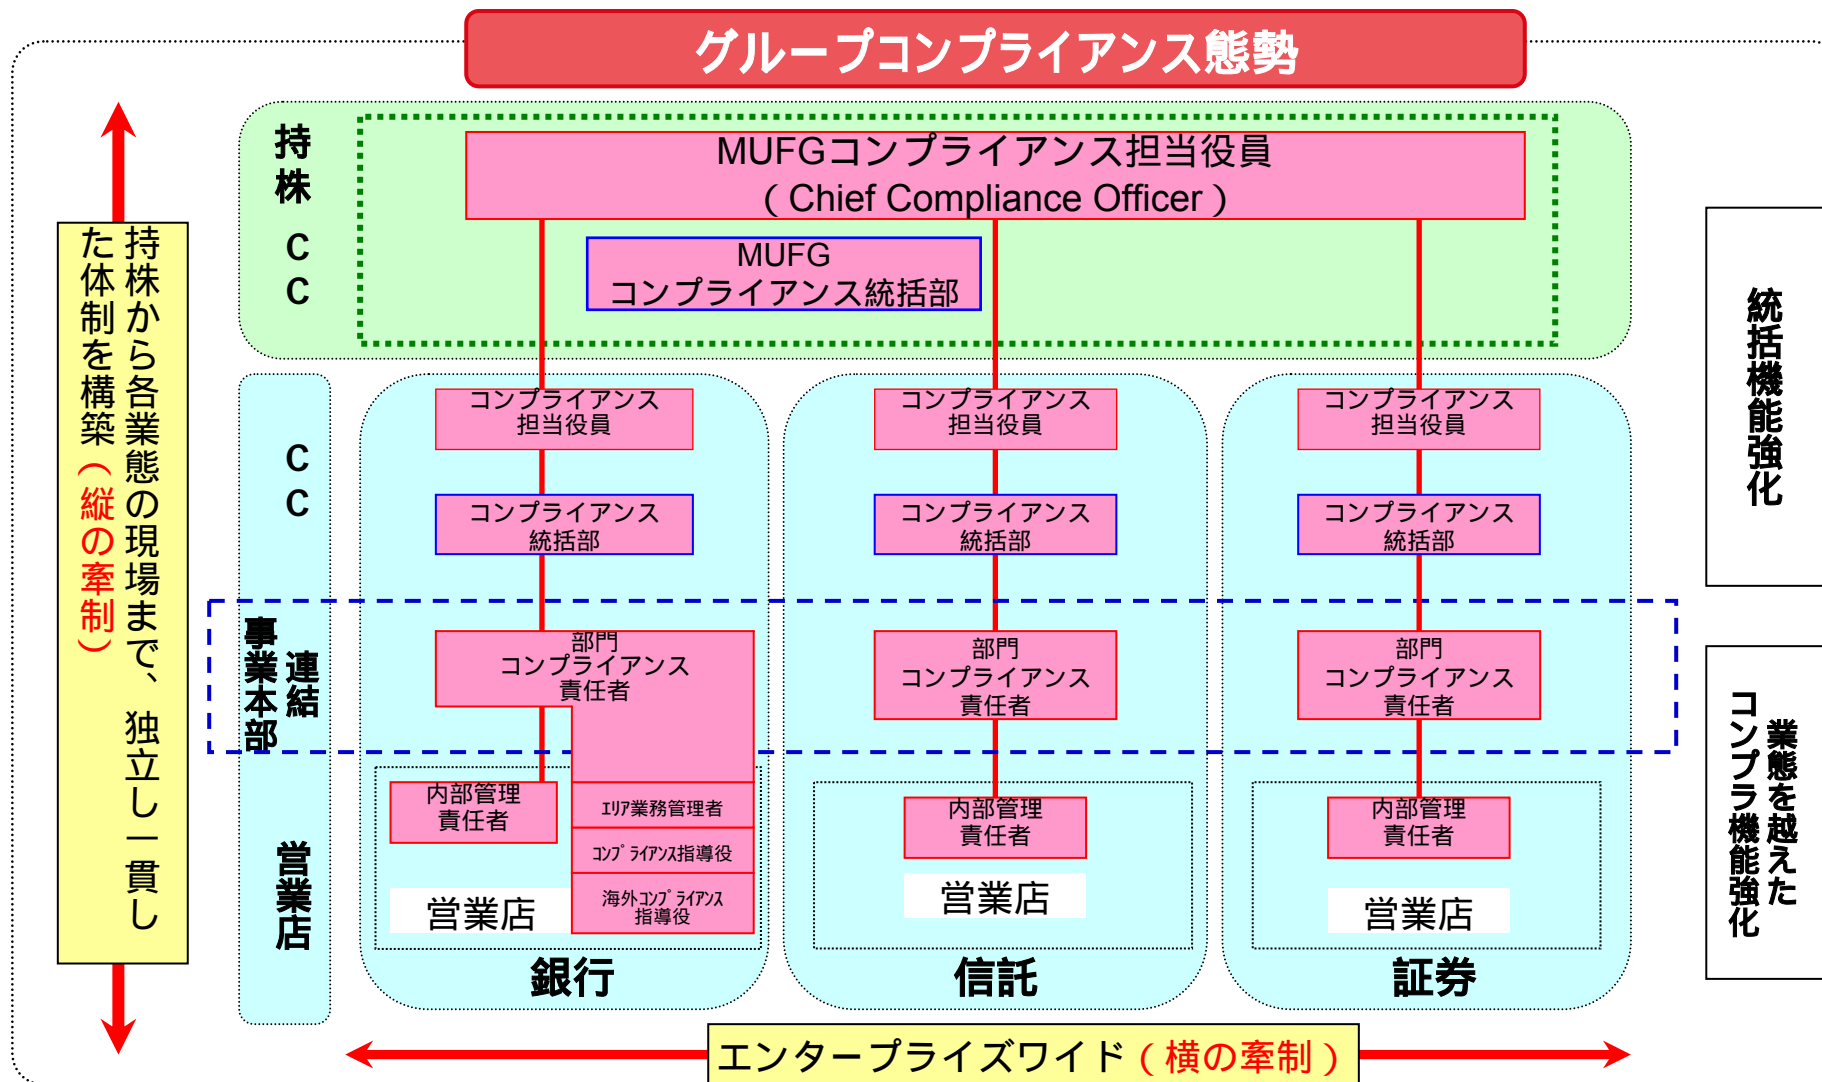 グループコンプライアンス態勢
持株
CC
MUFGコンプライアンス担当役員
（Chief Compliance Officer）
MUFG
コンプライアンス統括部
持株から各業態の現場まで、独立し一貫し
た体制を構築（縦の牽制）
統括機能強化
CC
コンプライアンス
担当役員
コンプライアンス
担当役員
コンプライアンス
担当役員
コンプライアンス
統括部
コンプライアンス
統括部
コンプライアンス
統括部
連結
事業本部
部門
コンプライアンス
責任者
部門
コンプライアンス
責任者
部門
コンプライアンス
責任者
業態を越えた
コンプラ機能強化
営業店
内部管理
責任者
エリア業務管理者
コンプライアンス指導役
海外コンプライアンス
指導役
営業店
内部管理
責任者
営業店
内部管理
責任者
営業店
銀行
信託
証券
エンタープライズワイド（横の牽制）